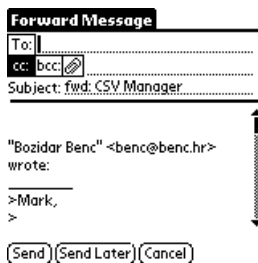 Forward Message
To:
cc: bcc:
Subject: fwd: CSV Manager
"Bozidar Benc" <benc@benc.hr>
wrote:
>Mark,
>
Send Send Later Cancel